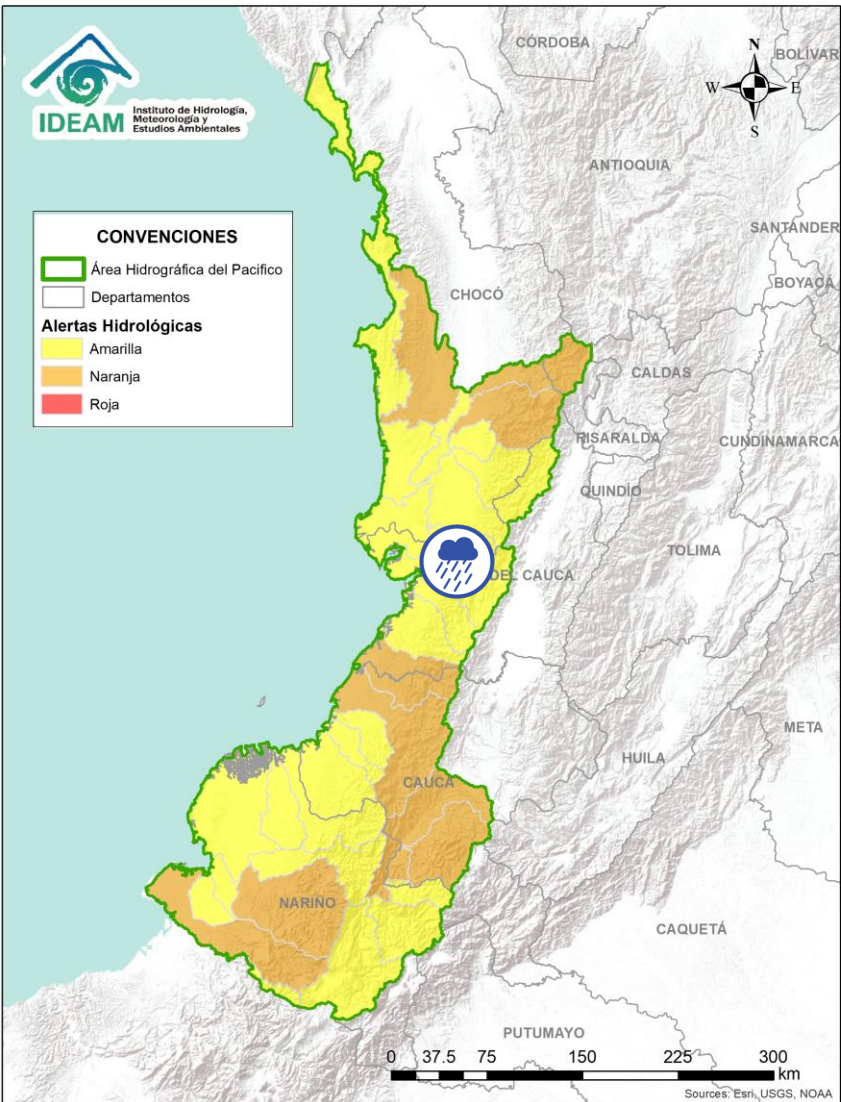 IDEAM
Instituto de Hidrología,
Meteorología y
Estudios Ambientales
N
W
E
S
CÓRDOBA
BOLÍVAR
ANTIOQUIA
SANTANDER
BOYACÁ
CHOCÓ
CONVENCIONES
Área Hidrográfica del Pacifico
Departamentos
Alertas Hidrológicas
Amarilla
Naranja
Roja
CALDAS
RISARALDA
CUNDINAMARCA
QUINDÍO
TOLIMA
DEL CAUCA
META
HUILA
CAUCA
NARIÑO
CAQUETÁ
PUTUMAYO
0 37.5 75 150 225 300
km
Sources: Esri, USGS, NOAA